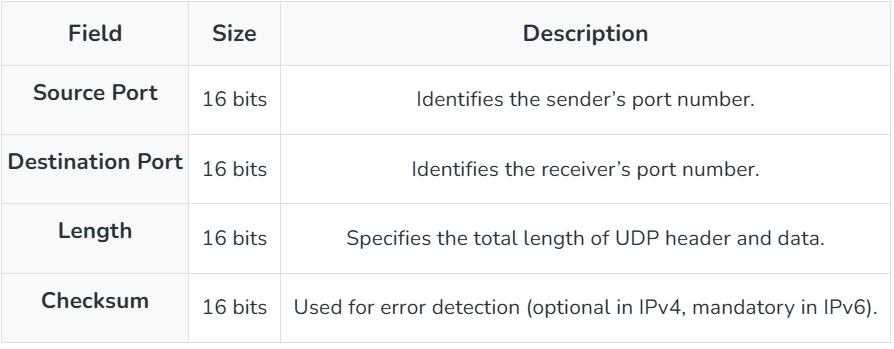 Field Size Description
Source Port 16 bits Identifies the sender’s port number.
Destination Port 16 bits Identifies the receiver’s port number.
Length 16 bits Specifies the total length of UDP header and data.
Checksum 16 bits Used for error detection (optional in IPv4, mandatory in IPv6).